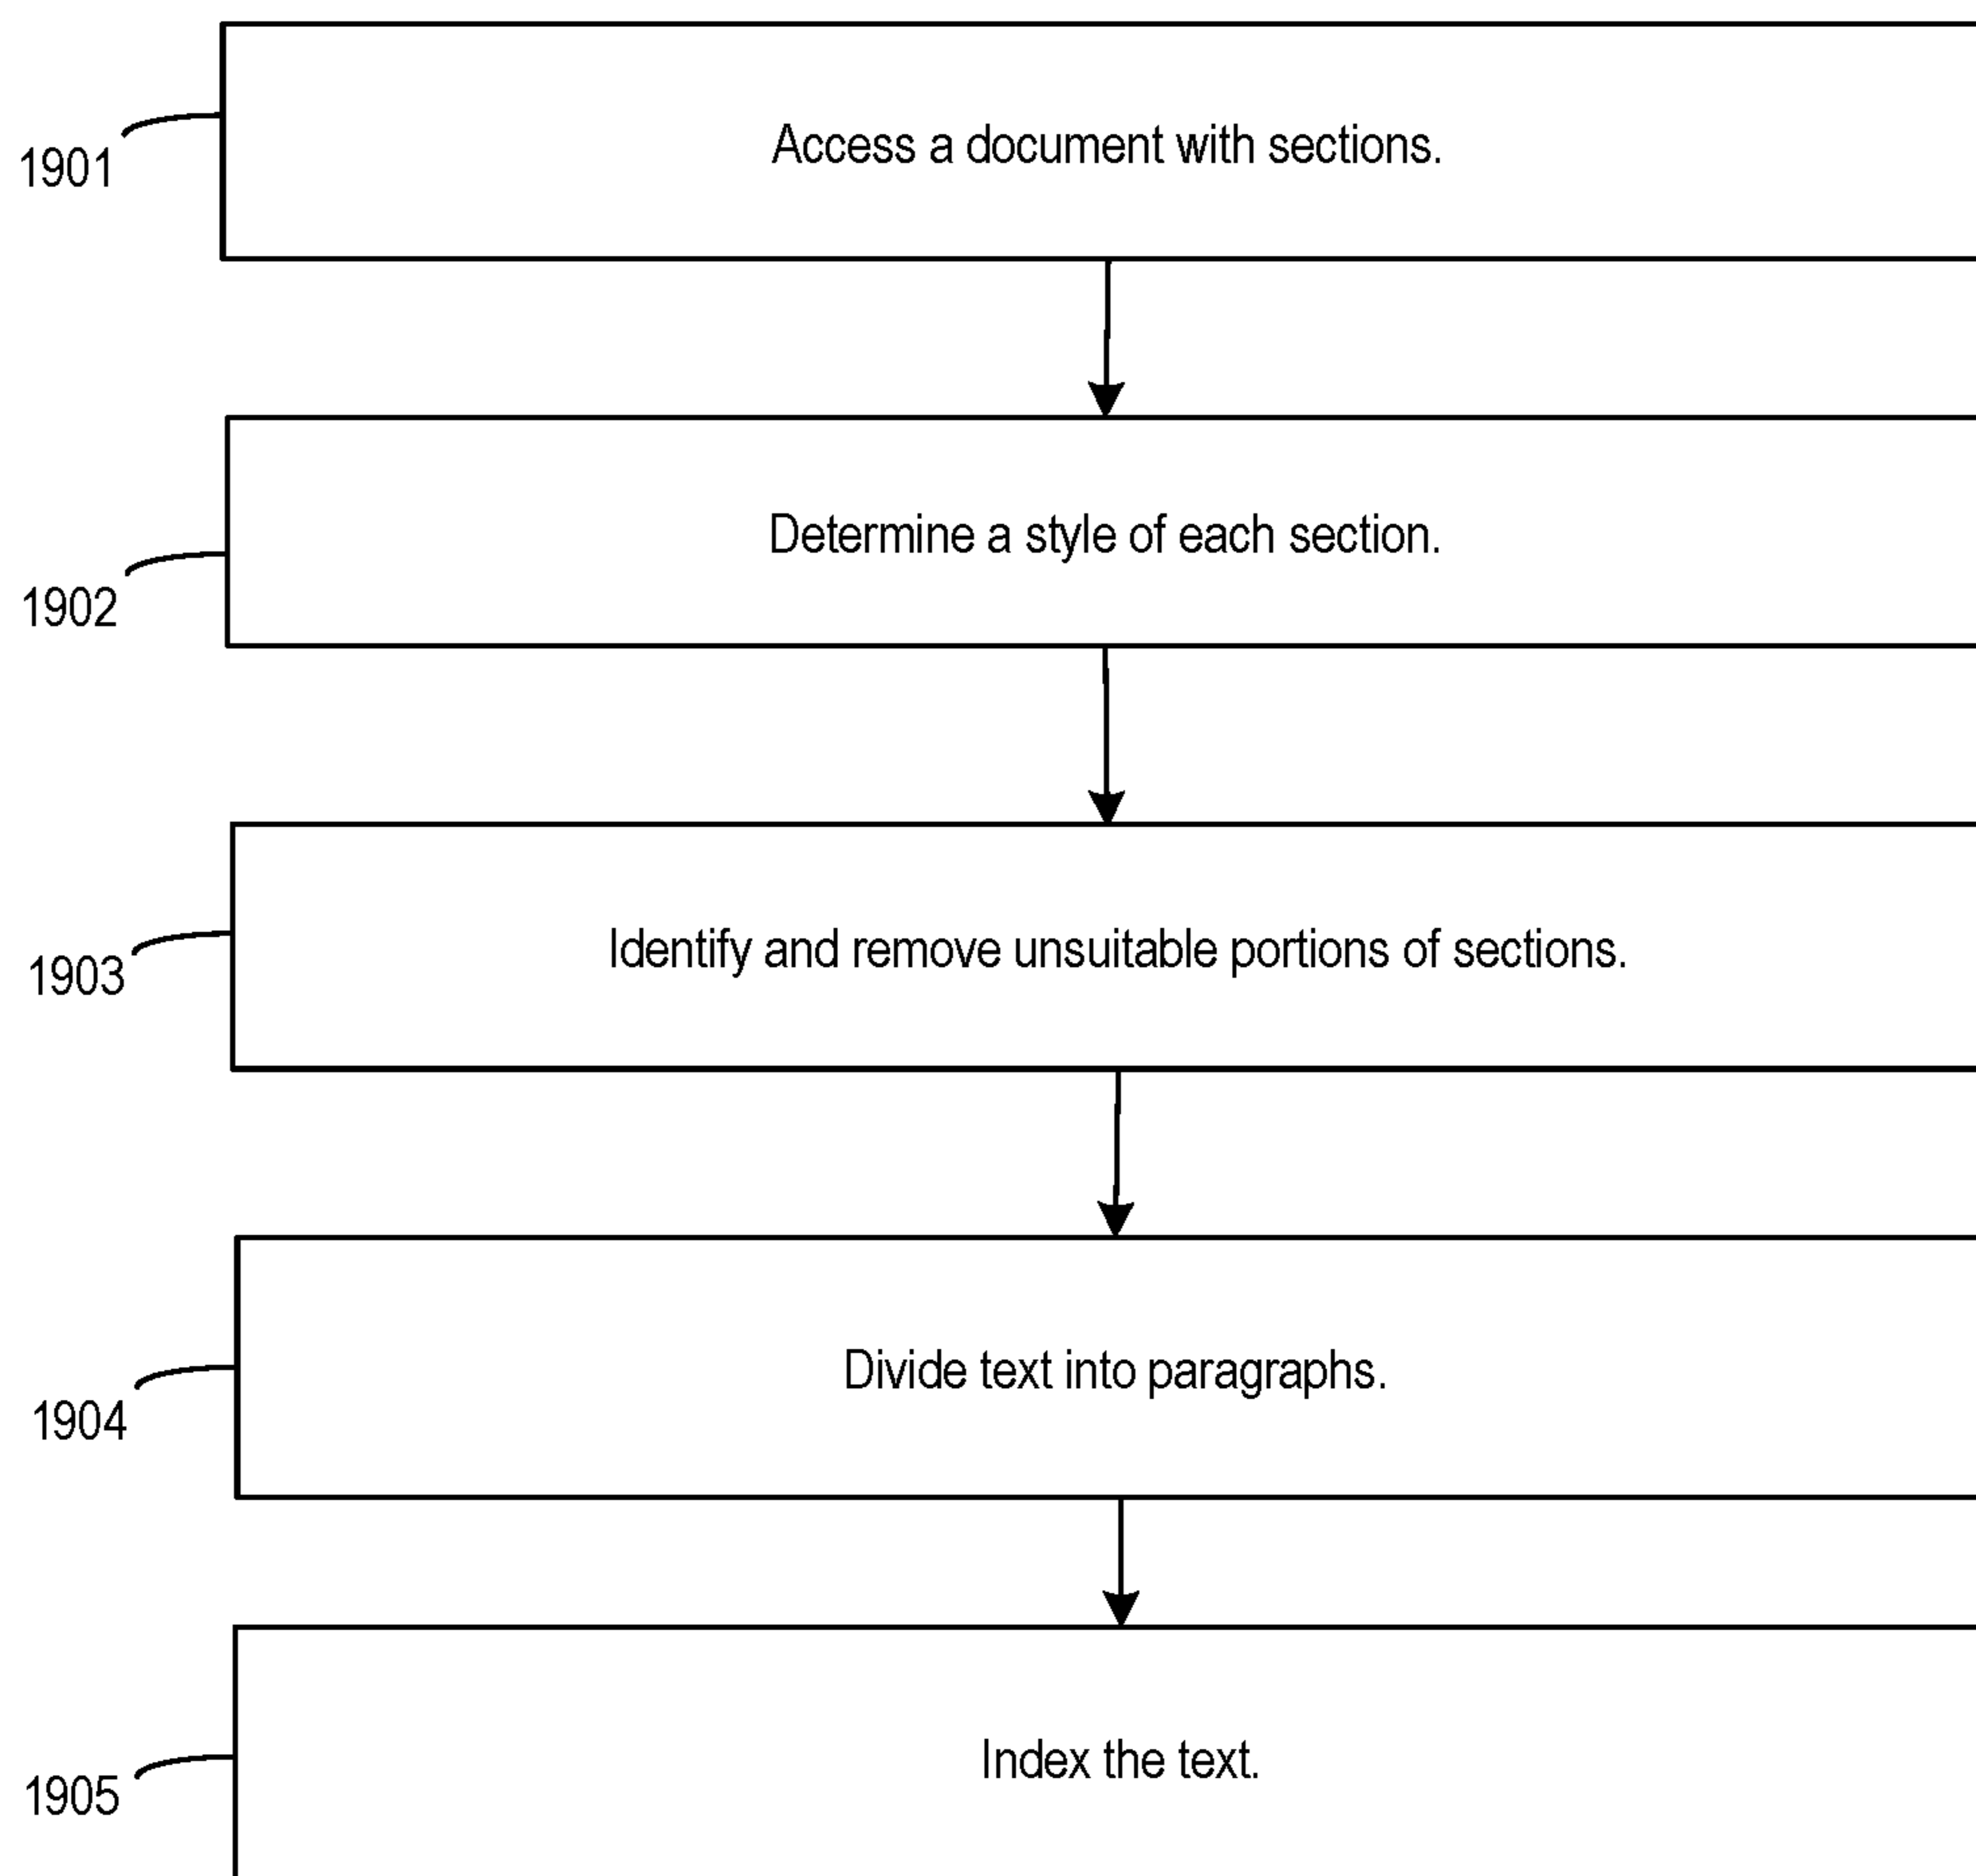 Access a document with sections.
1901
Determine a style of each section.
1902
Identify and remove unsuitable portions of sections.
1903
Divide text into paragraphs.
1904
Index the text.
1905